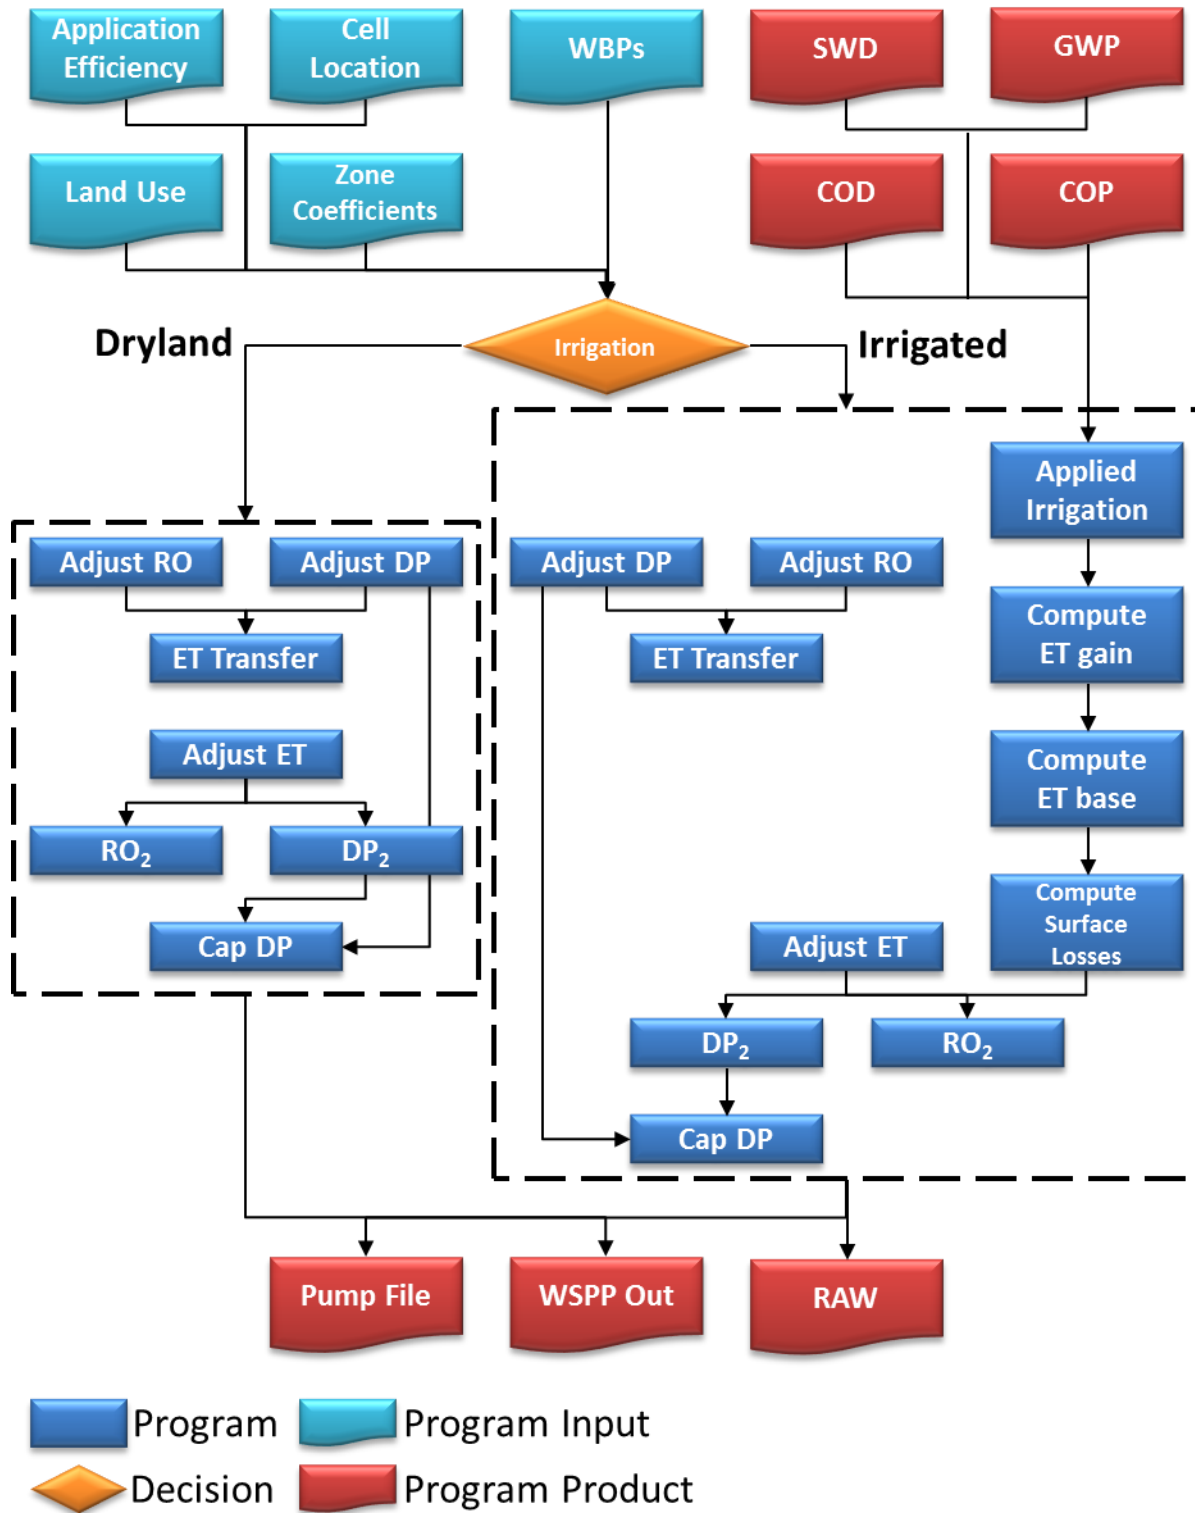 Application
Efficiency
Cell
Location
WBPs
SWD
GWP
Land Use
Zone
Coefficients
COD
COP
Dryland
Irrigation
Irrigated
Applied
Irrigation
Adjust RO
Adjust DP
Adjust DP
Adjust RO
ET Transfer
ET Transfer
Compute
ET gain
Adjust ET
Compute
ET base
RO₂
DP₂
Compute
Surface
Losses
Cap DP
Adjust ET
DP₂
RO₂
Cap DP
Pump File
WSPP Out
RAW
Program
Program Input
Decision
Program Product